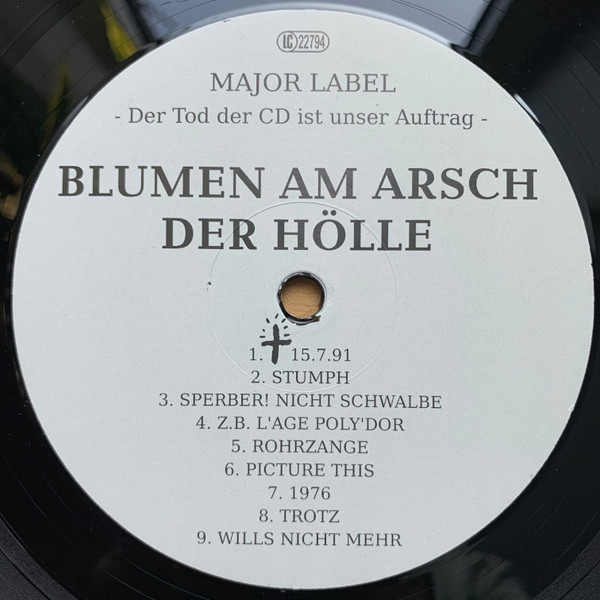 LC 22794
MAJOR LABEL
- Der Tod der CD ist unser Auftrag -
BLUMEN AM ARSCH
DER HÖLLE
1. 15.7.91
2. STUMPH
3. SPERBER! NICHT SCHWALBE
4. Z.B. L'AGE POLY'DOR
5. ROHRZANGE
6. PICTURE THIS
7. 1976
8. TROTZ
9. WILLS NICHT MEHR